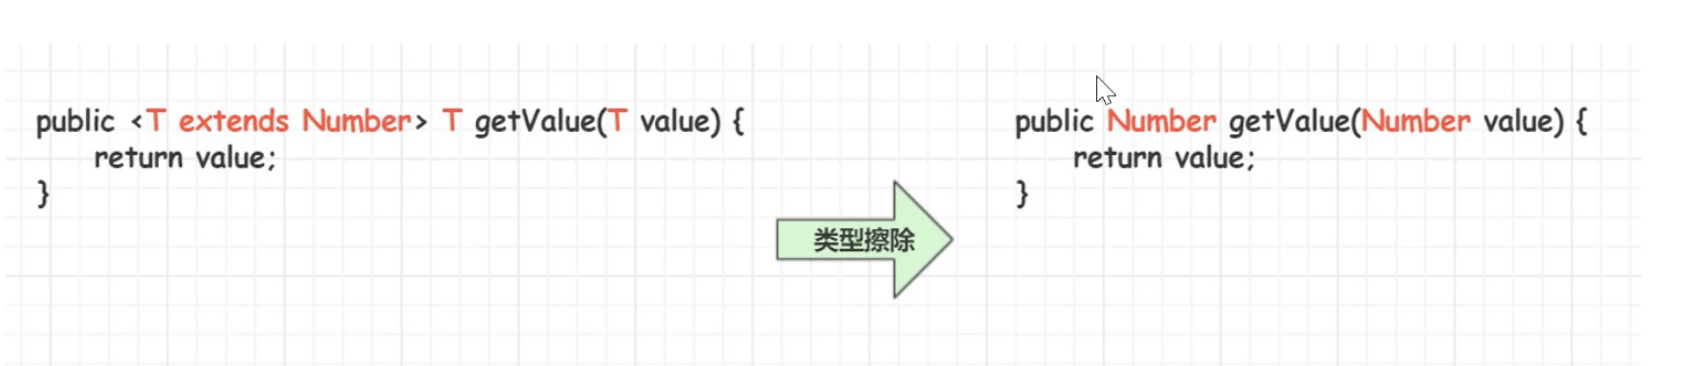 public <T extends Number> T getValue(T value) {
return value;
}
类型擦除
public Number getValue(Number value) {
return value;
}